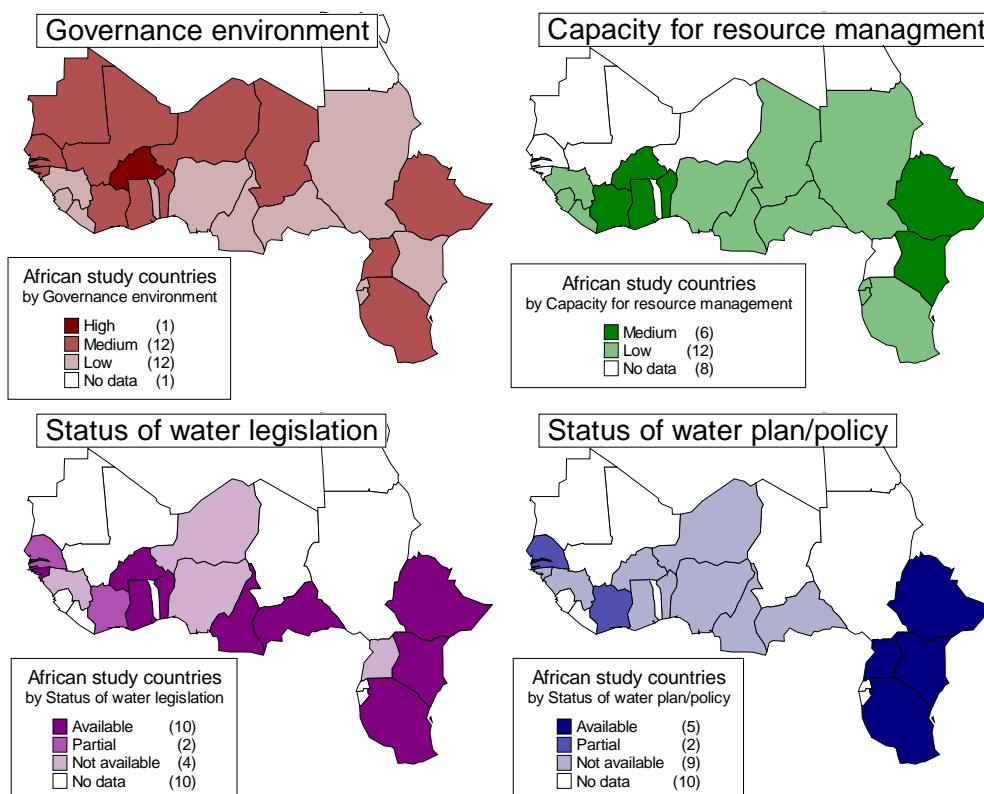 Governance environment
African study countries
by Governance environment
High (1)
Medium (12)
Low (12)
No data (1)
Capacity for resource managment
African study countries
by Capacity for resource management
Medium (6)
Low (12)
No data (8)
Status of water legislation
African study countries
by Status of water legislation
Available (10)
Partial (2)
Not available (4)
No data (10)
Status of water plan/policy
African study countries
by Status of water plan/policy
Available (5)
Partial (2)
Not available (9)
No data (10)